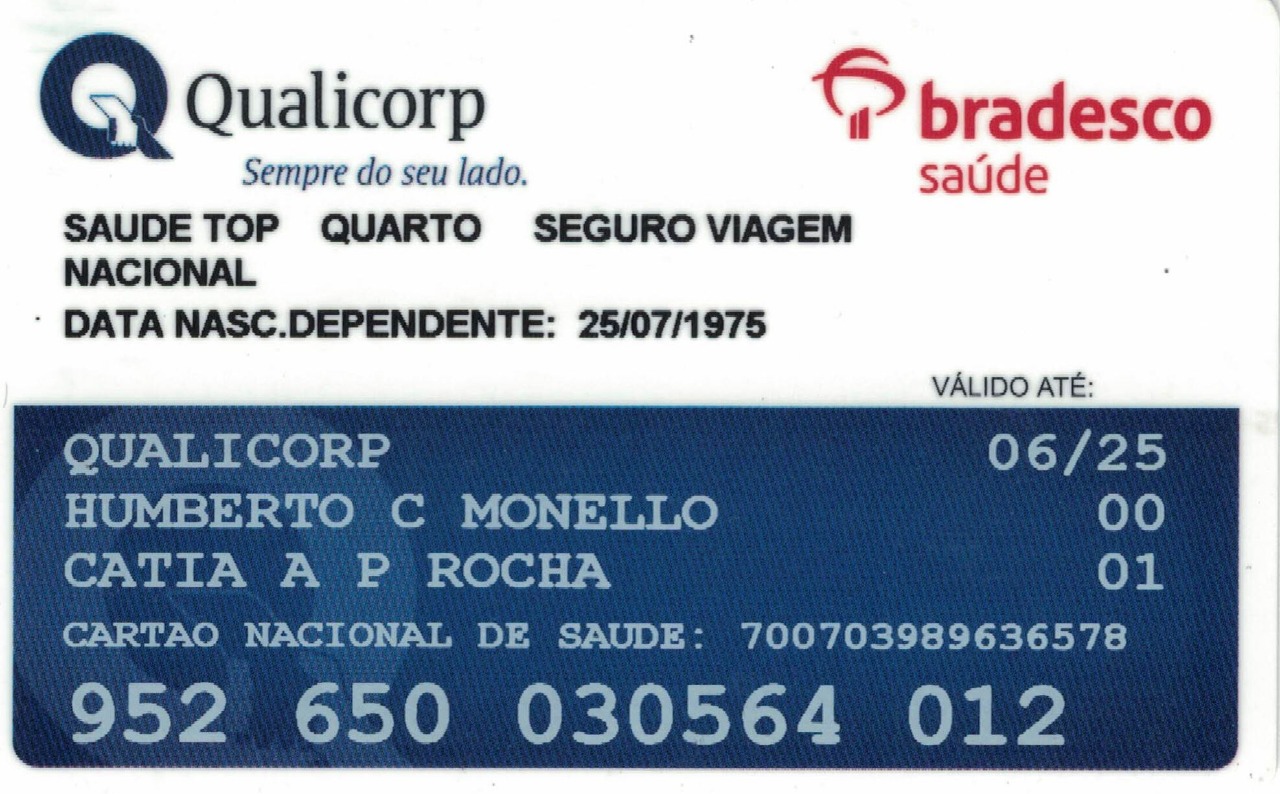 Qualicorp
Sempre do seu lado.
bradesco
saúde
SAUDE TOP QUARTO SEGURO VIAGEM
NACIONAL
DATA NASC.DEPENDENTE: 25/07/1975
VÁLIDO ATÉ:
QUALICORP 06/25
HUMBERTO C MONELLO 00
CATIA A P ROCHA 01
CARTAO NACIONAL DE SAUDE: 700703989636578
952 650 030564 012